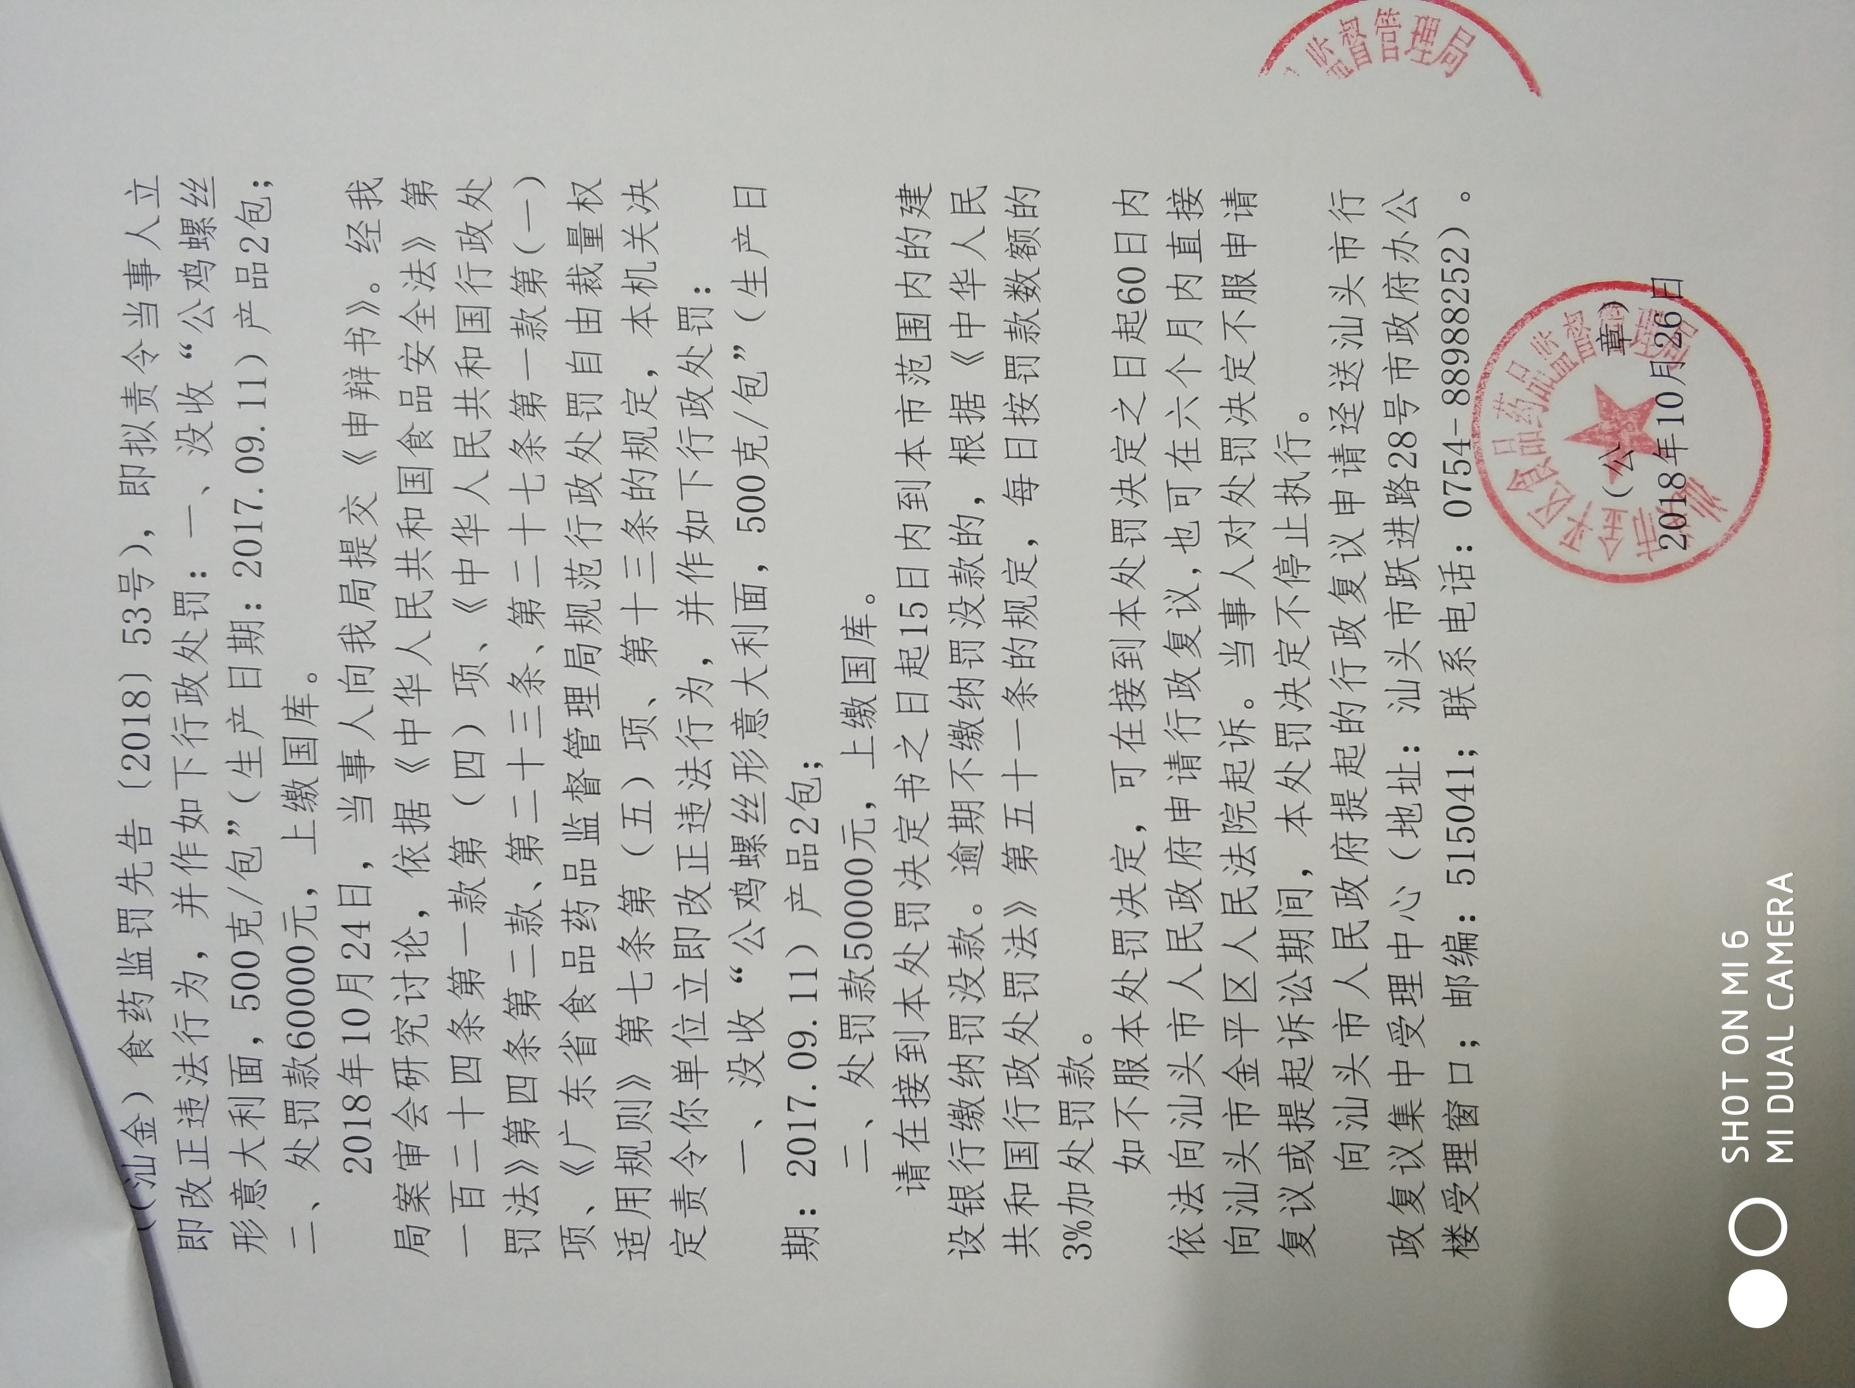 ((汕金)食药监罚先告〔2018〕53号),即拟责令当事人立
即改正违法行为,并作如下行政处罚:一、没收“公鸡螺丝
形意大利面,500克/包”(生产日期:2017.09.11)产品2包;
二、处罚款60000元,上缴国库。
2018年10月24日,当事人向我局提交《申辩书》。经我
局案审会研究讨论,依据《中华人民共和国食品安全法》第
一百二十四条第一款第(四)项、《中华人民共和国行政处
罚法》第四条第二款、第二十三条、第二十七条第一款第(一)
项、《广东省食品药品监督管理局规范行政处罚自由裁量权
适用规则》第七条第(五)项、第十三条的规定,本机关决
定责令你单位立即改正违法行为,并作如下行政处罚:
一、没收“公鸡螺丝形意大利面,500克/包”(生产日
期:2017.09.11)产品2包;
二、处罚款50000元,上缴国库。
请在接到本处罚决定书之日起15日内到本市范围内的建
设银行缴纳罚没款。逾期不缴纳罚没款的,根据《中华人民
共和国行政处罚法》第五十一条的规定,每日按罚款数额的
3%加处罚款。
如不服本处罚决定,可在接到本处罚决定之日起60日内
依法向汕头市人民政府申请行政复议,也可在六个月内直接
向汕头市金平区人民法院起诉。当事人对处罚决定不服申请
复议或提起诉讼期间,本处罚决定不停止执行。
向汕头市人民政府提起的行政复议申请迳送汕头市行
政复议集中受理中心(地址:汕头市跃进路28号市政府办公
楼受理窗口;邮编:515041;联系电话:0754-88988252)。
(公 章)
2018年10月26日
市金平区食品药品监督管理局
监督管理局
SHOT ON MI 6
MI DUAL CAMERA